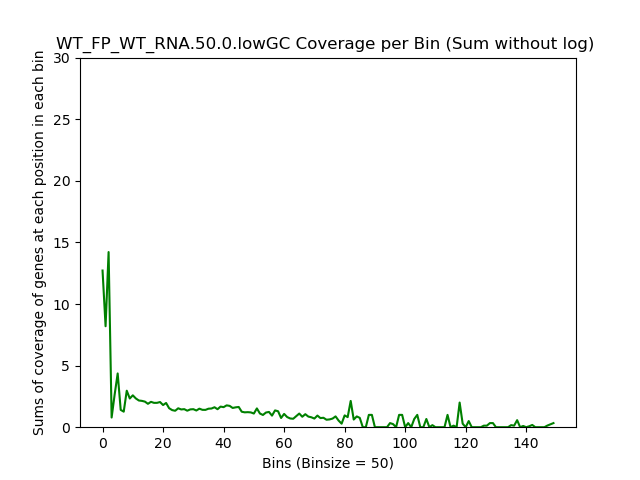 WT_FP_WT_RNA.50.0.lowGC Coverage per Bin (Sum without log)
Sums of coverage of genes at each position in each bin
30
25
20
15
10
5
0
0 20 40 60 80 100 120 140
Bins (Binsize = 50)